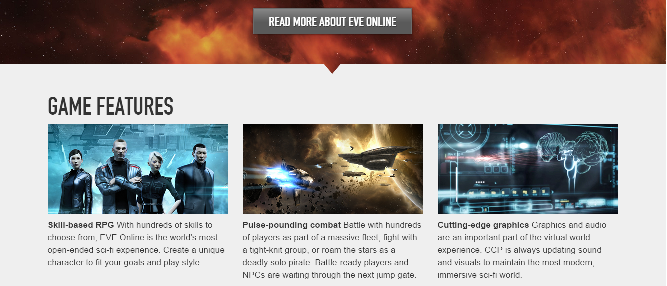 READ MORE ABOUT EVE ONLINE
GAME FEATURES
Skill-based RPG With hundreds of skills to
choose from, EVE Online is the world's most
open-ended sci-fi experience. Create a unique
character to fit your goals and play style.
Pulse-pounding combat Battle with hundreds
of players as part of a massive fleet, fight with
a tight-knit group, or roam the stars as a
deadly solo pirate. Battle-ready players and
NPCs are waiting through the next jump gate.
Cutting-edge graphics Graphics and audio
are an important part of the virtual world
experience. CCP is always updating sound
and visuals to maintain the most modern,
immersive sci-fi world.